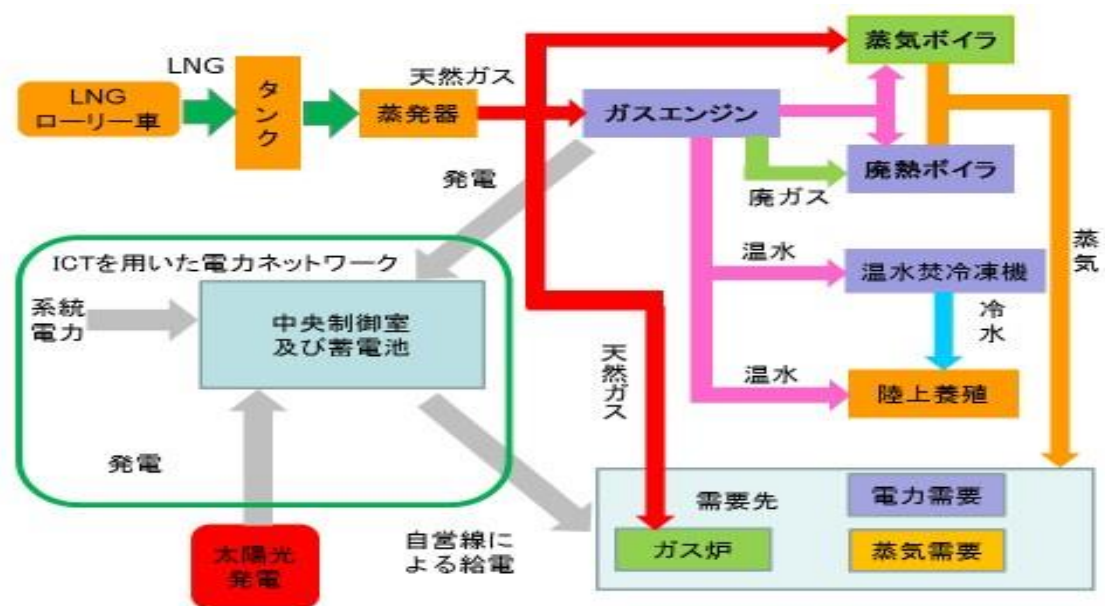 蒸気ボイラ
LNG
天然ガス
LNG
ローリー車
タンク
蒸発器
ガスエンジン
発電
廃ガス
廃熱ボイラ
蒸気
ICTを用いた電力ネットワーク
温水
温水焚冷凍機
系統
電力
中央制御室
及び蓄電池
冷水
天然ガス
温水
陸上養殖
発電
需要先
電力需要
太陽光
発電
自営線に
よる給電
ガス炉
蒸気需要